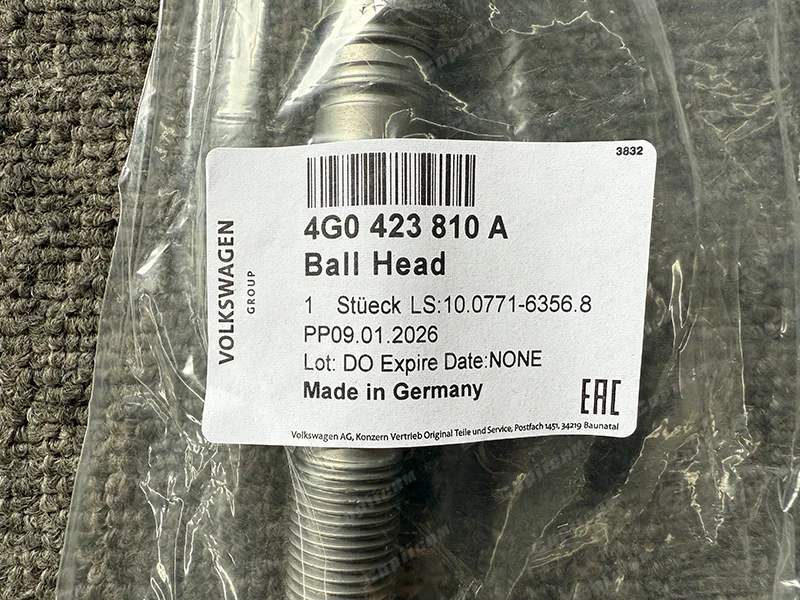 3832
VOLKSWAGEN
GROUP
4G0 423 810 A
Ball Head
1 Stüeck LS:10.0771-6356.8
PP09.01.2026
Lot: DO Expire Date:NONE
Made in Germany
EAC
Volkswagen AG, Konzern Vertrieb Original Teile und Service, Postfach 1451, 34219 Baunatal